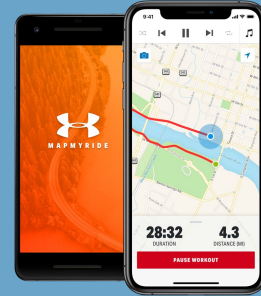 MAPMYRIDE
9:41
28:32
4.3
DURATION
DISTANCE (MI)
PAUSE WORKOUT